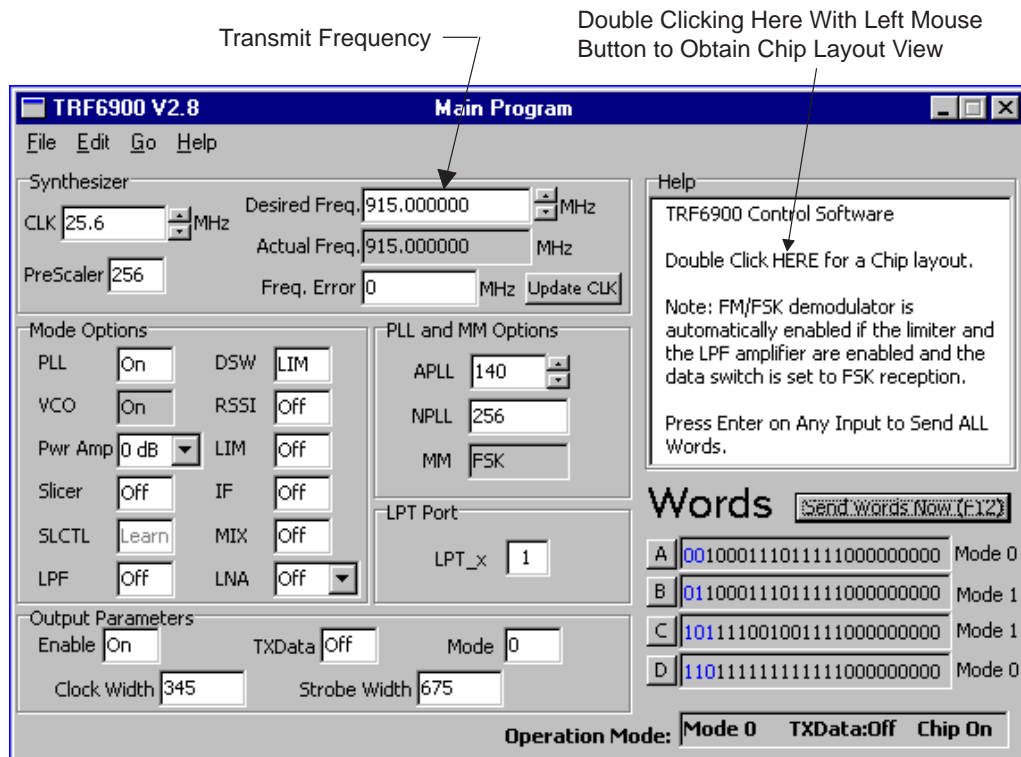 Transmit Frequency
Double Clicking Here With Left Mouse
Button to Obtain Chip Layout View
TRF6900 V2.8 Main Program
File Edit Go Help
Synthesizer
CLK 25.6 MHz
PreScaler 256
Desired Freq. 915.000000 MHz
Actual Freq. 915.000000 MHz
Freq. Error 0 MHz Update CLK
Help
TRF6900 Control Software
Double Click HERE for a Chip layout.
Note: FM/FSK demodulator is
automatically enabled if the limiter and
the LPF amplifier are enabled and the
data switch is set to FSK reception.
Press Enter on Any Input to Send ALL
Words.
Mode Options
PLL On DSW LIM
VCO On RSSI Off
Pwr Amp 0 dB LIM Off
Slicer Off IF Off
SLCTL Learn MIX Off
LPF Off LNA Off
PLL and MM Options
APLL 140
NPLL 256
MM FSK
LPT Port
LPT_x 1
Words Send Words Now (F12)
A 001000111011111000000000 Mode 0
B 011000111011111000000000 Mode 1
C 101111001001111000000000 Mode 1
D 110111111111111000000000 Mode 0
Output Parameters
Enable On TXData Off Mode 0
Clock Width 345 Strobe Width 675
Operation Mode: Mode 0 TXData:Off Chip On